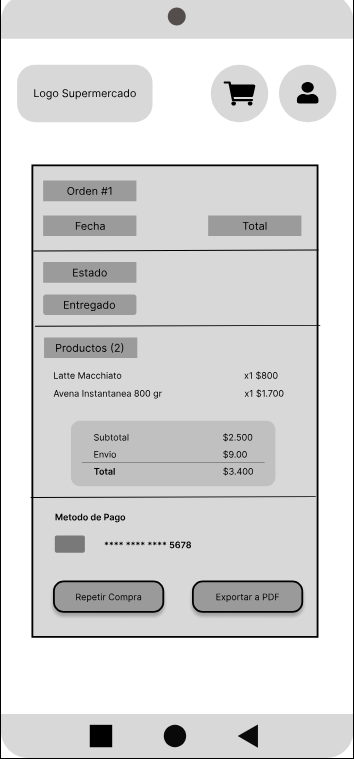 Logo Supermercado
Orden #1
Fecha Total
Estado
Entregado
Productos (2)
Latte Macchiato x1 $800
Avena Instantanea 800 gr x1 $1.700
Subtotal $2.500
Envio $9.00
Total $3.400
Metodo de Pago
**** **** **** 5678
Repetir Compra Exportar a PDF